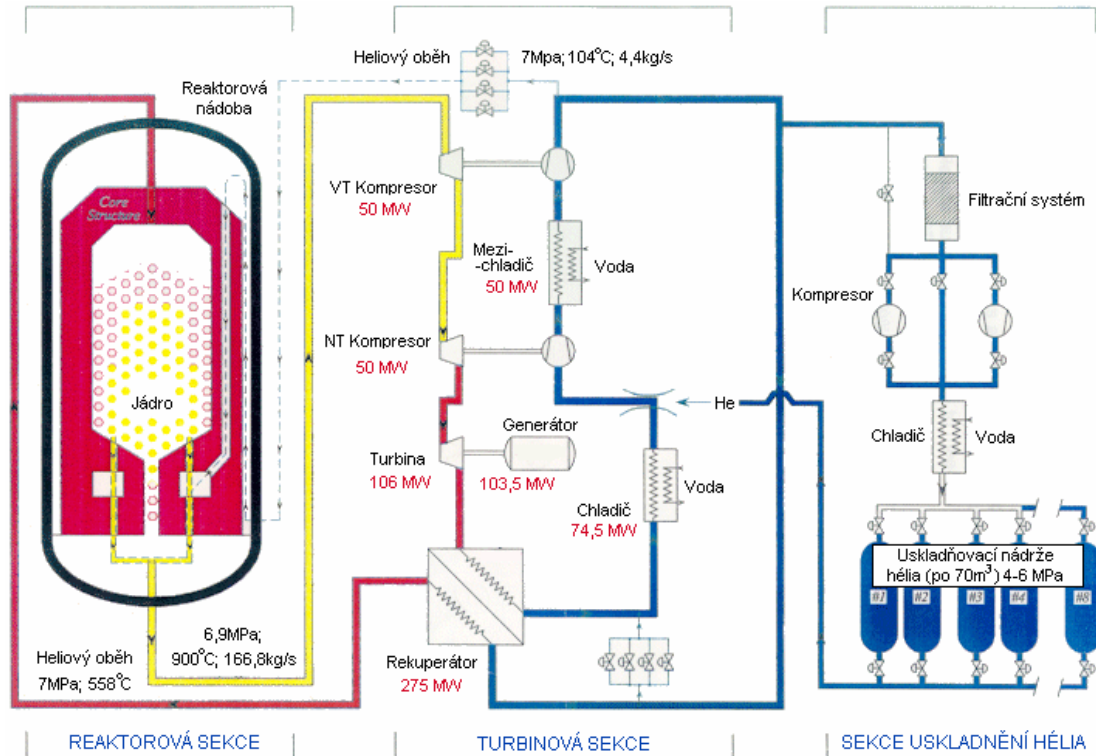 Heliový oběh
7Mpa; 104°C; 4,4kg/s
Reaktorová
nádoba
Core
Structure
Jádro
VT Kompresor
50 MW
Mezi-
-chladič
50 MW
Voda
NT Kompresor
50 MW
Generátor
103,5 MW
Turbina
106 MW
Chladič
74,5 MW
Voda
He
Rekuperátor
275 MW
6,9MPa;
900°C; 166,8kg/s
Heliový oběh
7MPa; 558°C
Filtrační systém
Kompresor
Chladič
Voda
Uskladňovací nádrže
hélia (po 70m³) 4-6 MPa
#1 #2 #3 #4 #8
REAKTOROVÁ SEKCE
TURBINOVÁ SEKCE
SEKCE USKLADNĚNÍ HÉLIA